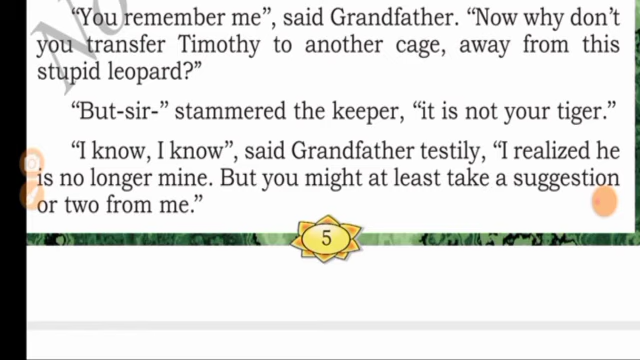 “You remember me”, said Grandfather. “Now why don’t
you transfer Timothy to another cage, away from this
stupid leopard?”
“But-sir-” stammered the keeper, “it is not your tiger.”
“I know, I know”, said Grandfather testily, “I realized he
is no longer mine. But you might at least take a suggestion
or two from me.”
5